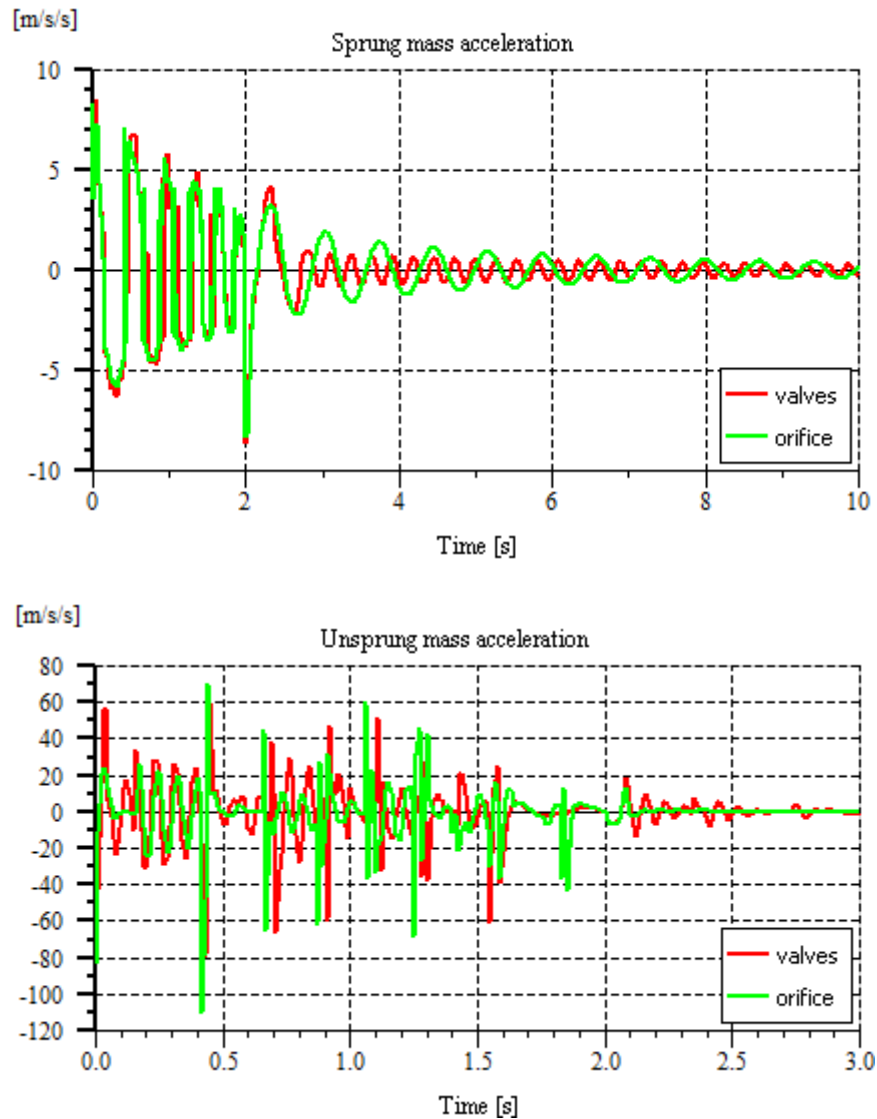 [m/s/s]
Sprung mass acceleration
10
5
0
-5
-10
valves
orifice
0 2 4 6 8 10
Time [s]
[m/s/s]
Unsprung mass acceleration
80
60
40
20
0
-20
-40
-60
-80
-100
-120
valves
orifice
0.0 0.5 1.0 1.5 2.0 2.5 3.0
Time [s]